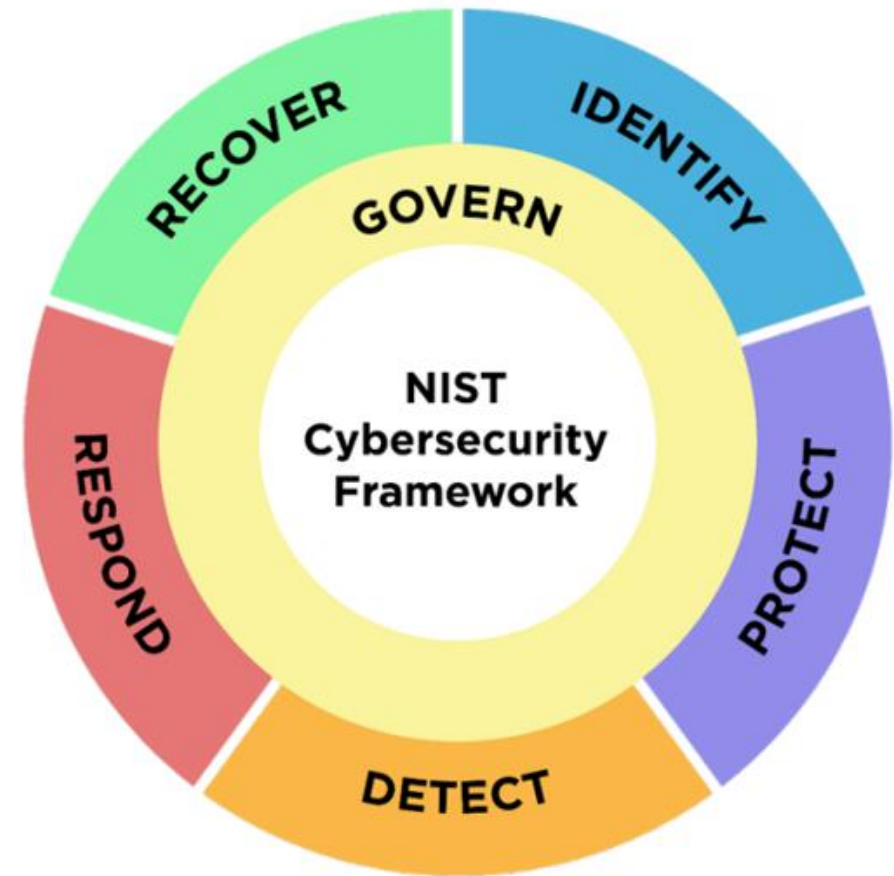 RECOVER
IDENTIFY
GOVERN
NIST
Cybersecurity
Framework
RESPOND
PROTECT
DETECT